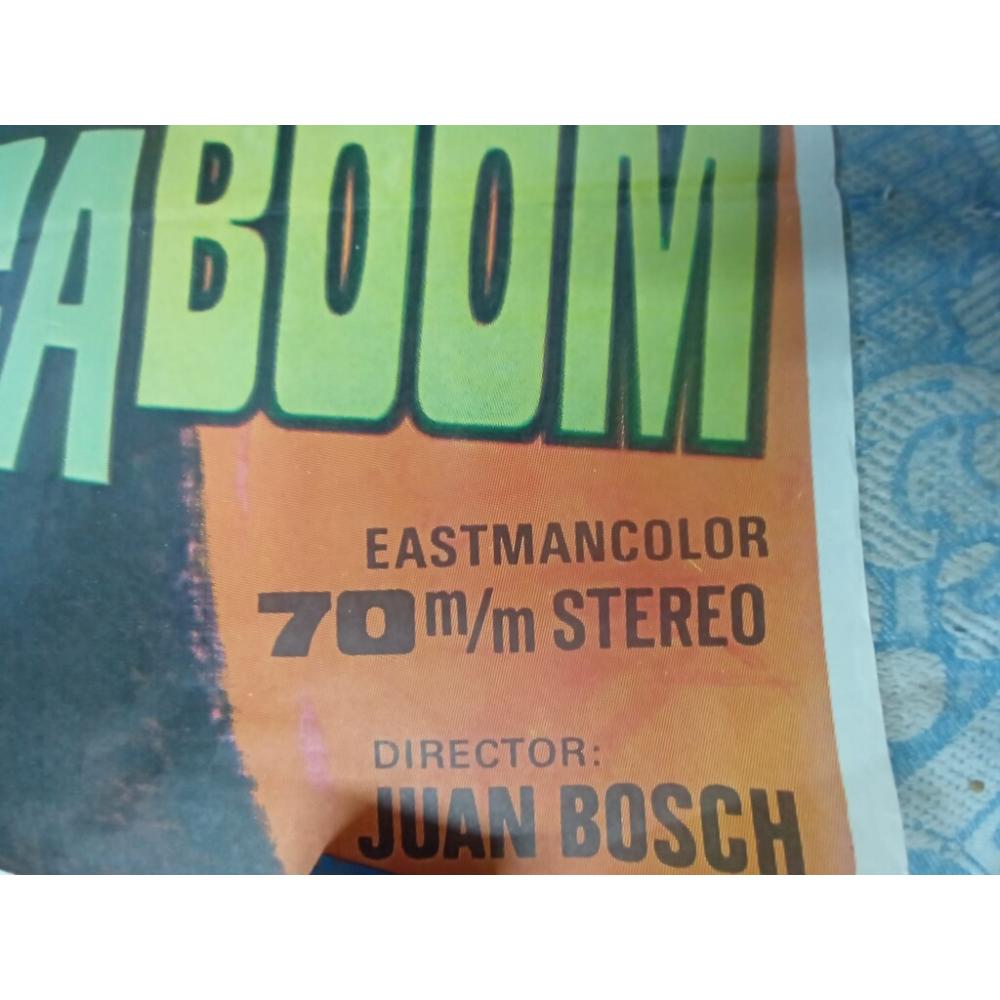 ABOOM
EASTMANCOLOR
70 m/m STEREO
DIRECTOR:
JUAN BOSCH